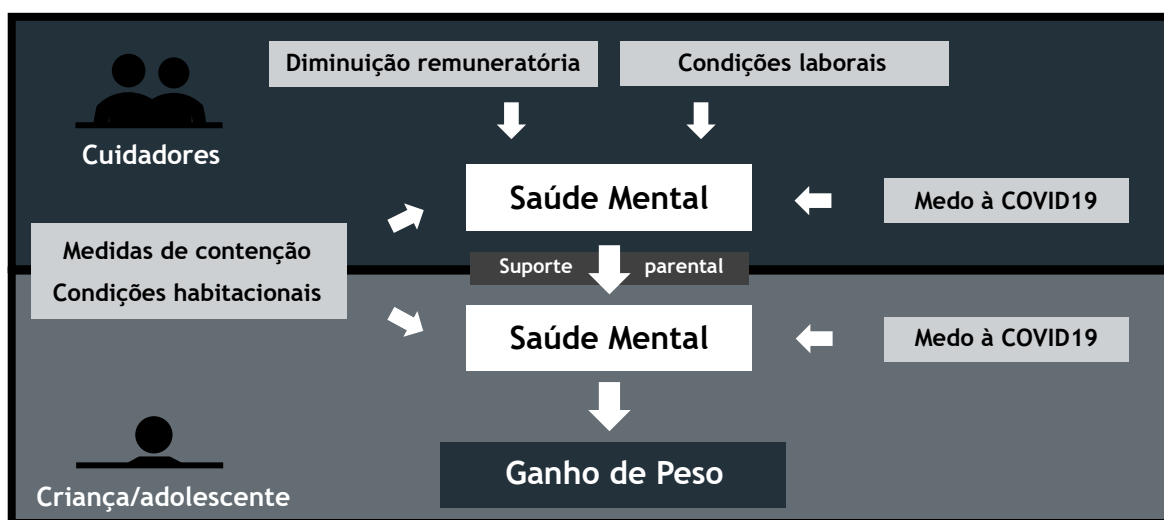 Diminuição remuneratória
Condições laborais
Cuidadores
Saúde Mental
Medo à COVID19
Medidas de contenção
Condições habitacionais
Suporte parental
Saúde Mental
Medo à COVID19
Ganho de Peso
Criança/adolescente